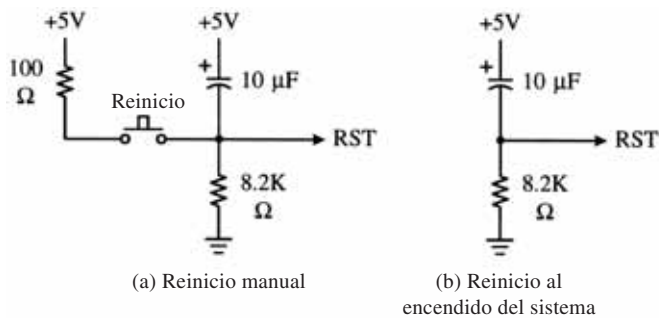 +5V
100
Ω
Reinicio
+5V
+
10 µF
RST
8.2K
Ω
(a) Reinicio manual
+5V
+
10 µF
RST
8.2K
Ω
(b) Reinicio al
encendido del sistema